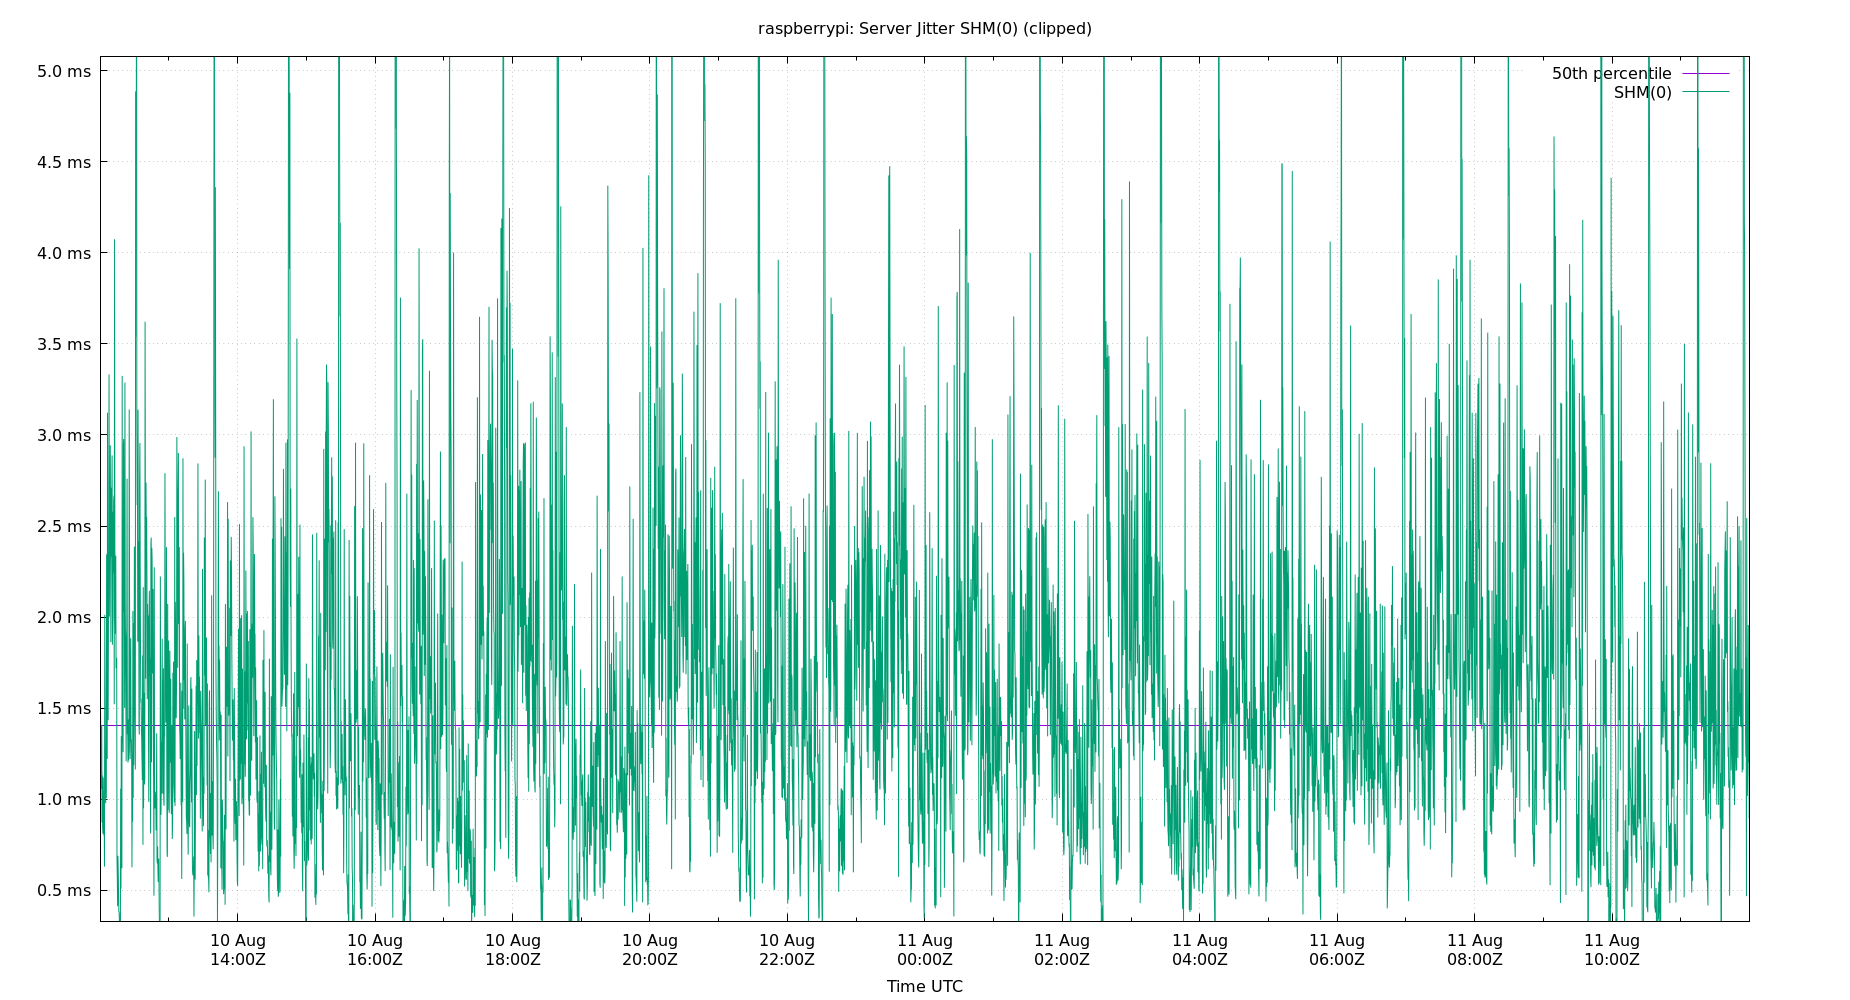 raspberrypi: Server Jitter SHM(0) (clipped)
50th percentile
SHM(0)
5.0 ms
4.5 ms
4.0 ms
3.5 ms
3.0 ms
2.5 ms
2.0 ms
1.5 ms
1.0 ms
0.5 ms
10 Aug 10 Aug 10 Aug 10 Aug 10 Aug 11 Aug 11 Aug 11 Aug 11 Aug 11 Aug 11 Aug
14:00Z 16:00Z 18:00Z 20:00Z 22:00Z 00:00Z 02:00Z 04:00Z 06:00Z 08:00Z 10:00Z
Time UTC